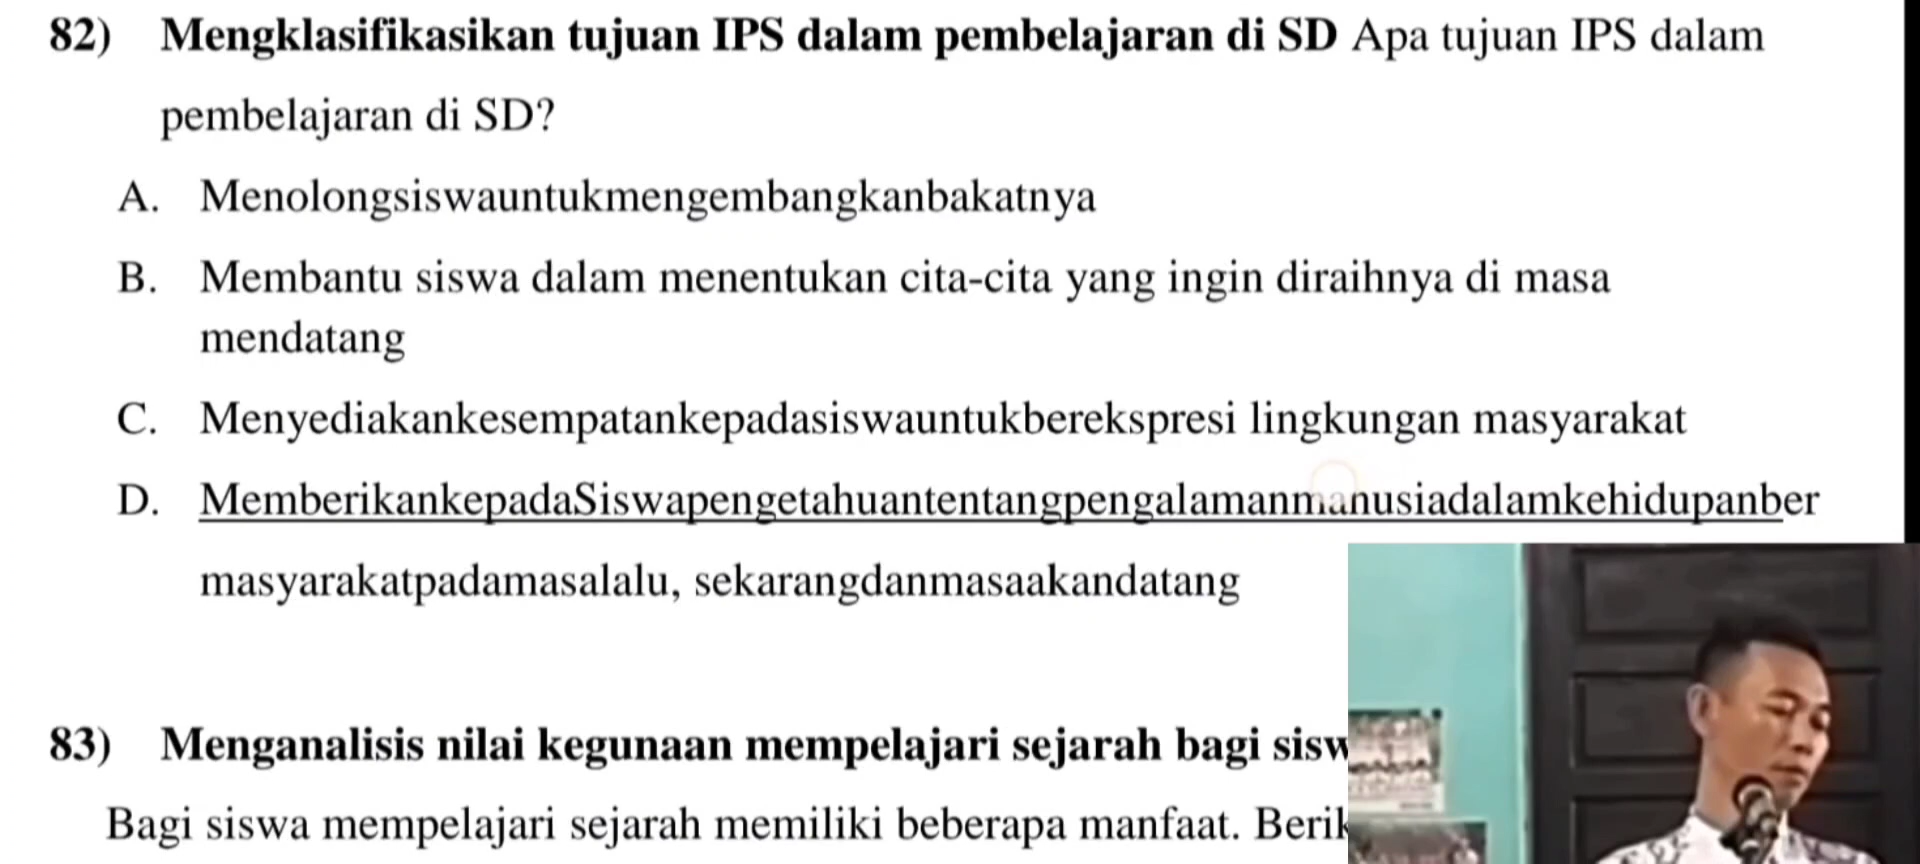 82) Mengklasifikasikan tujuan IPS dalam pembelajaran di SD Apa tujuan IPS dalam
pembelajaran di SD?
A. Menolongsiswauntukmengembangkanbakatnya
B. Membantu siswa dalam menentukan cita-cita yang ingin diraihnya di masa
mendatang
C. Menyediakankesempatankepadasiswauntukberekspresi lingkungan masyarakat
D. MemberikankepadaSiswapengetahuantentangpengalamanmanusiadalamkehidupanber
masyarakatpadamasalalu, sekarangdanmasaakandatang
83) Menganalisis nilai kegunaan mempelajari sejarah bagi
Bagi siswa mempelajari sejarah memiliki beberapa manfaat.